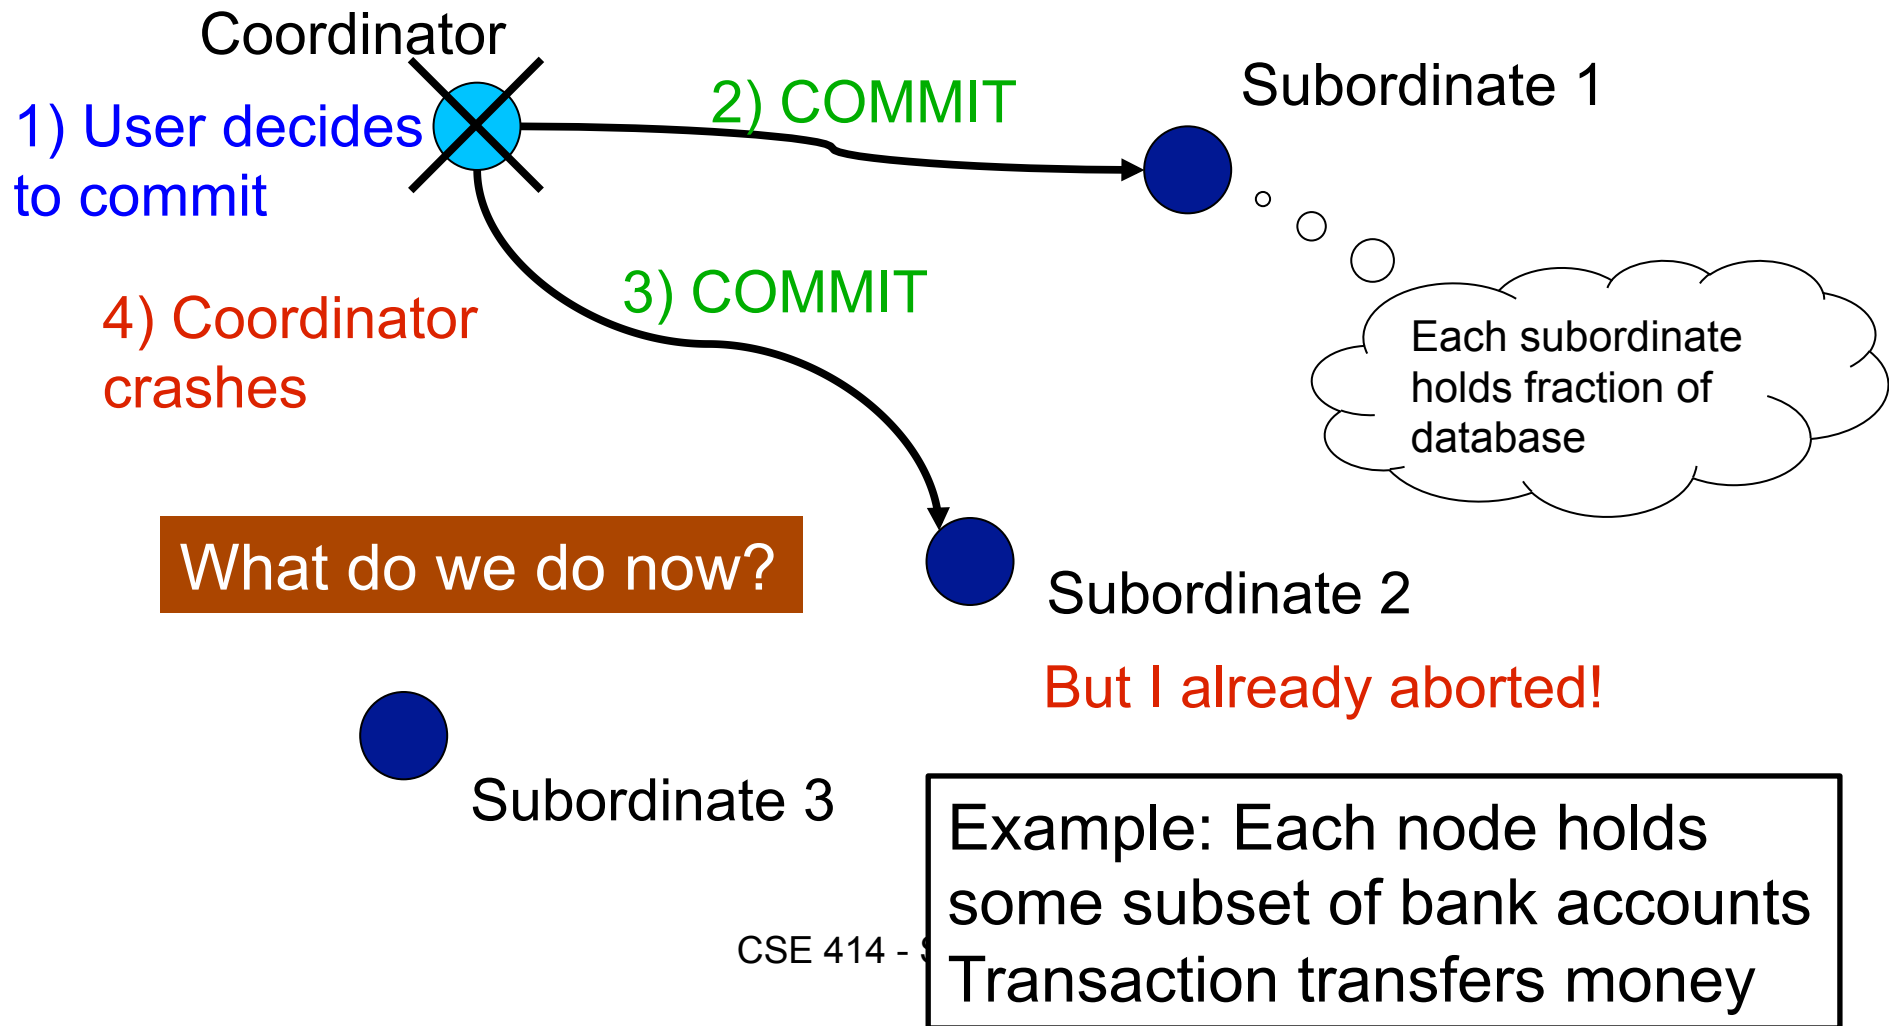 Coordinator
1) User decides
to commit
2) COMMIT
Subordinate 1
3) COMMIT
4) Coordinator
crashes
Each subordinate
holds fraction of
database
What do we do now?
Subordinate 2
But I already aborted!
Subordinate 3
Example: Each node holds
some subset of bank accounts
Transaction transfers money
CSE 414 -